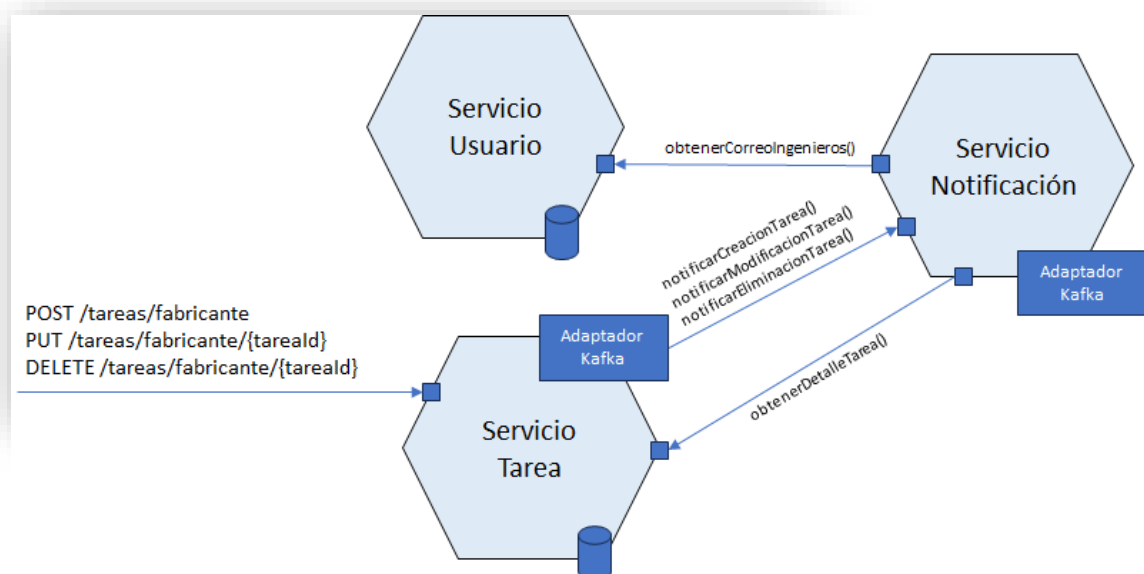 Servicio
Usuario
Servicio
Notificación
obtenerCorreoIngenieros()
notificarCreacionTarea()
notificarModificacionTarea()
notificarEliminacionTarea()
Adaptador
Kafka
POST /tareas/fabricante
PUT /tareas/fabricante/{tareaId}
DELETE /tareas/fabricante/{tareaId}
Adaptador
Kafka
obtenerDetalleTarea()
Servicio
Tarea